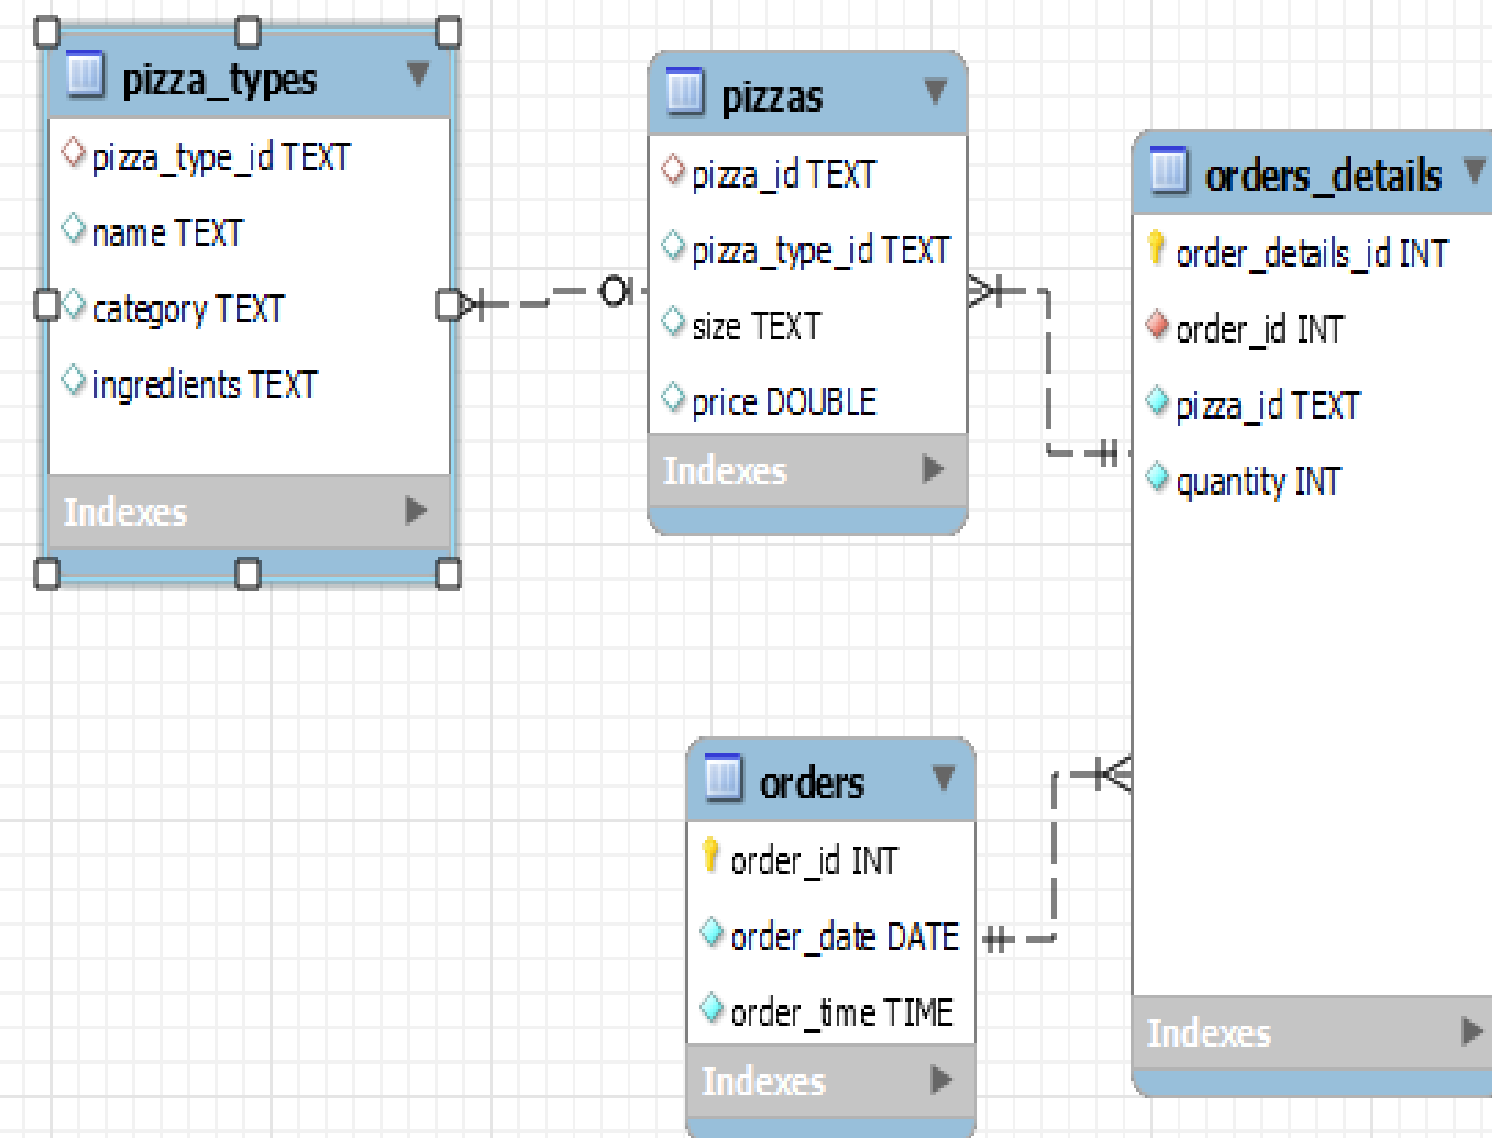 pizza_types
pizza_type_id TEXT
name TEXT
category TEXT
ingredients TEXT
Indexes
pizzas
pizza_id TEXT
pizza_type_id TEXT
size TEXT
price DOUBLE
Indexes
orders_details
order_details_id INT
order_id INT
pizza_id TEXT
quantity INT
Indexes
orders
order_id INT
order_date DATE
order_time TIME
Indexes